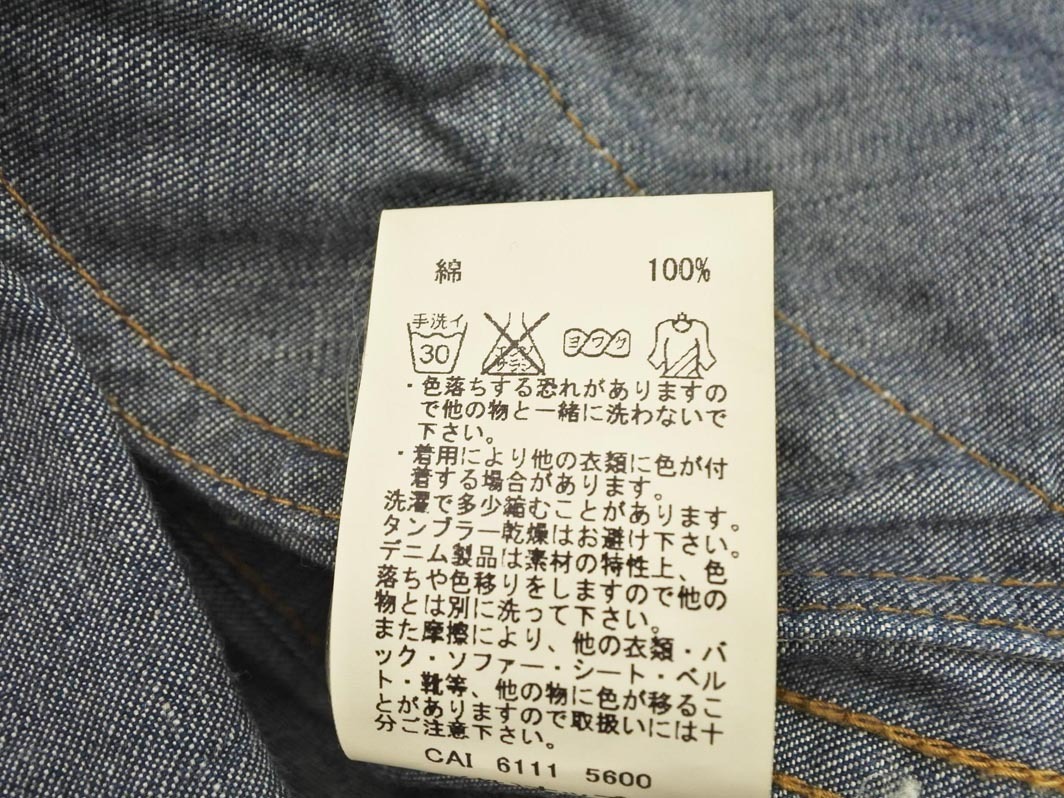 綿 100%
手洗イ
30
エンソサラシ
ヨワク
・色落ちする恐れがありますの
で他の物と一緒に洗わないで
下さい。
・着用により他の衣類に色が付
着する場合があります。
洗濯で多少縮むことがあります。
タンブラー乾燥はお避け下さい。
デニム製品は素材の特性上、色
落ちや色移りをしますので他の
物とは別に洗って下さい。
また摩擦により、他の衣類・バ
ック・ソファー・シート・ベル
ト・靴等、他の物に色が移るこ
とがありますので取扱いには十
分ご注意下さい。
CAI 6111 5600